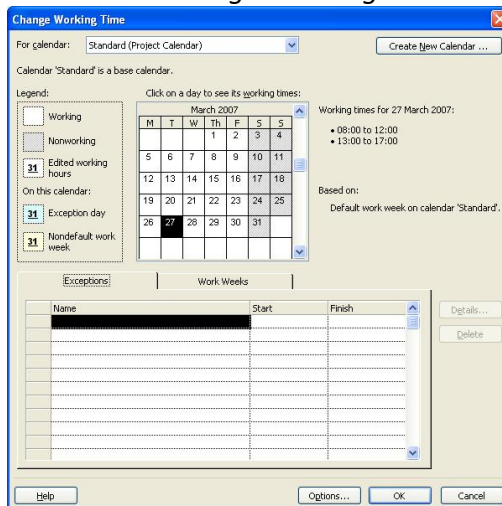 Change Working Time
For calendar: Standard (Project Calendar)
Create New Calendar ...
Calendar 'Standard' is a base calendar.
Legend:
Working
Nonworking
31 Edited working hours
On this calendar:
31 Exception day
31 Nondefault work week
Click on a day to see its working times:
March 2007
M T W Th F S S
1 2 3 4
5 6 7 8 9 10 11
12 13 14 15 16 17 18
19 20 21 22 23 24 25
26 27 28 29 30 31
Working times for 27 March 2007:
• 08:00 to 12:00
• 13:00 to 17:00
Based on:
Default work week on calendar 'Standard'.
Exceptions Work Weeks
Name Start Finish
Details...
Delete
Help Options... OK Cancel